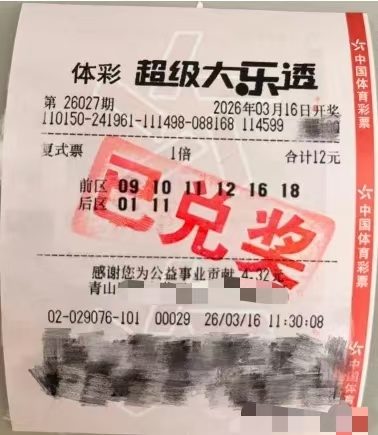 体彩 超级大乐透
第 26027期 2026年03月16日开奖
110150-241961-111498-088168 114599
复式票 1倍 合计12元
前区 09 10 11 12 16 18
后区 01 11
已兑奖
感谢您为公益事业贡献 4.32元
青山
02-029076-101 00029 26/03/16 11:30:08
中国体育彩票
中国体育彩票
中国体育